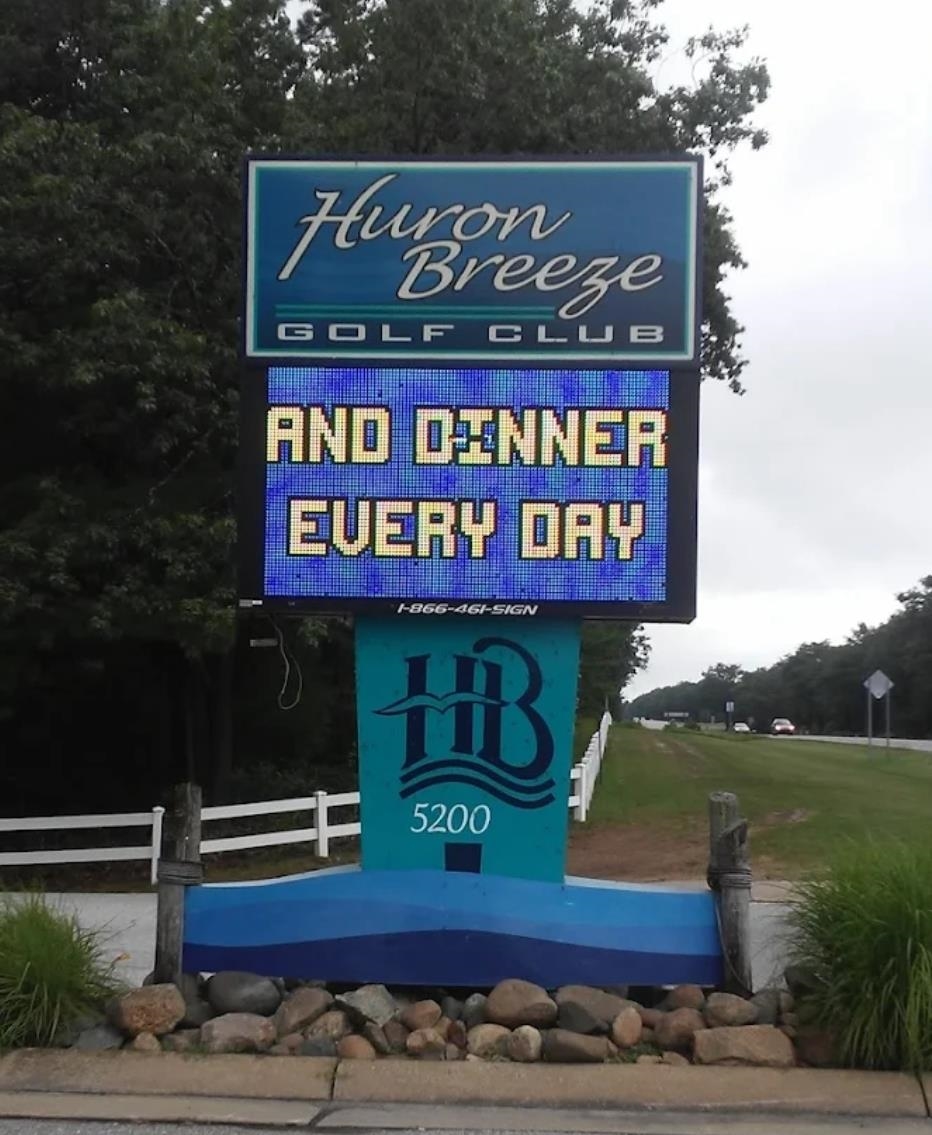 Huron
Breeze
GOLF CLUB
AND DINNER
EVERY DAY
1-866-461-SIGN
HB
5200